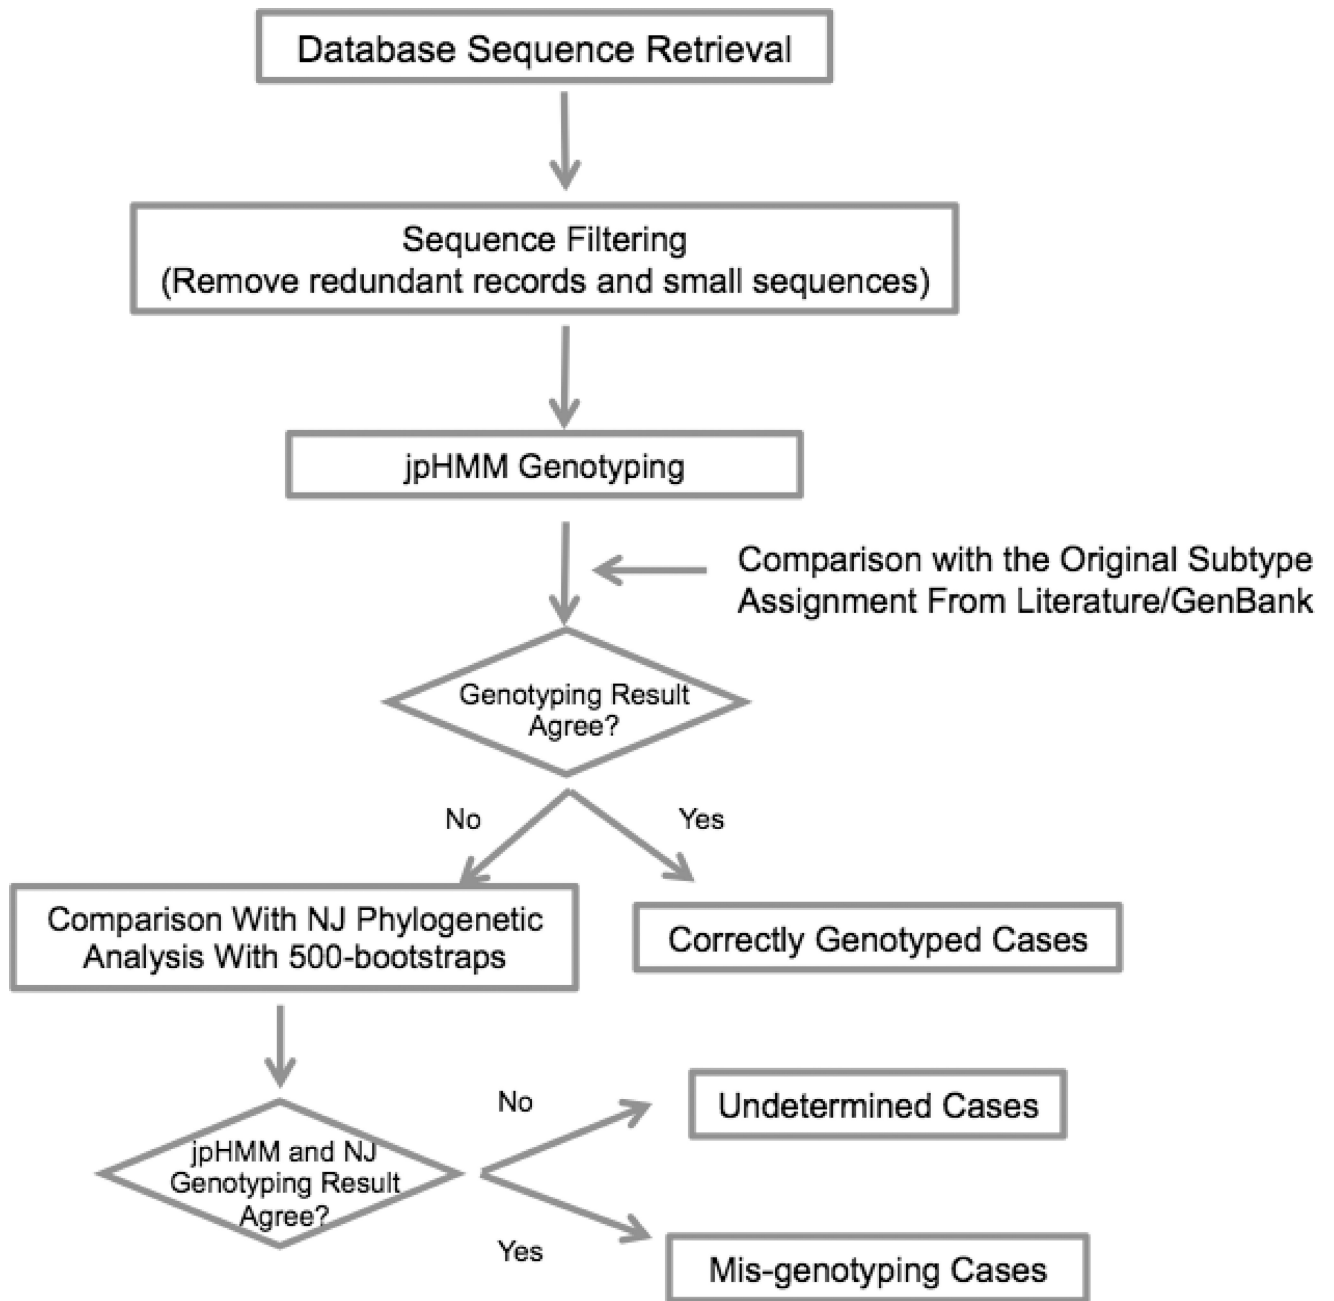 Database Sequence Retrieval
Sequence Filtering
(Remove redundant records and small sequences)
jpHMM Genotyping
Comparison with the Original Subtype
Assignment From Literature/GenBank
Genotyping Result
Agree?
No
Yes
Comparison With NJ Phylogenetic
Analysis With 500-bootstraps
Correctly Genotyped Cases
jpHMM and NJ
Genotyping Result
Agree?
No
Undetermined Cases
Yes
Mis-genotyping Cases